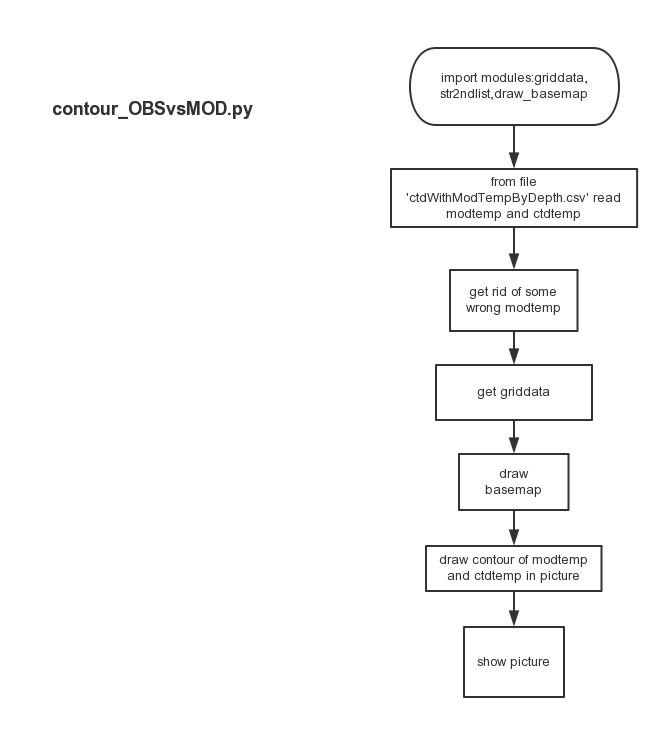 contour_OBSvsMOD.py
import modules:griddata,
str2ndlist,draw_basemap
from file
'ctdWithModTempByDepth.csv' read
modtemp and ctdtemp
get rid of some
wrong modtemp
get griddata
draw
basemap
draw contour of modtemp
and ctdtemp in picture
show picture